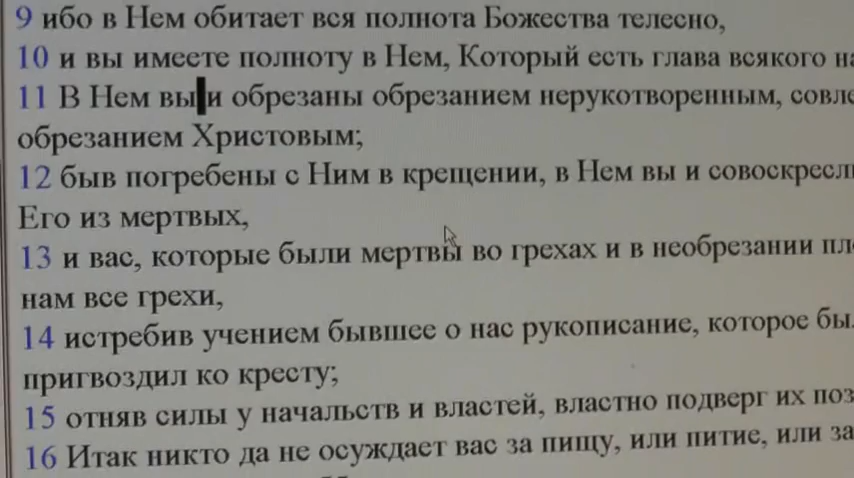 9 ибо в Нем обитает вся полнота Божества телесно,
10 и вы имеете полноту в Нем, Который есть глава всякого
11 В Нем вы и обрезаны обрезанием нерукотворенным,
обрезанием Христовым;
12 быв погребены с Ним в крещении, в Нем вы и
Его из мертвых,
13 и вас, которые были мертвы во грехах и в необрезании
нам все грехи,
14 истребив учением бывшее о нас рукописание, которое
пригвоздил ко кресту;
15 отняв силы у начальств и властей, властно подверг их
16 Итак никто да не осуждает вас за пищу, или питие, или